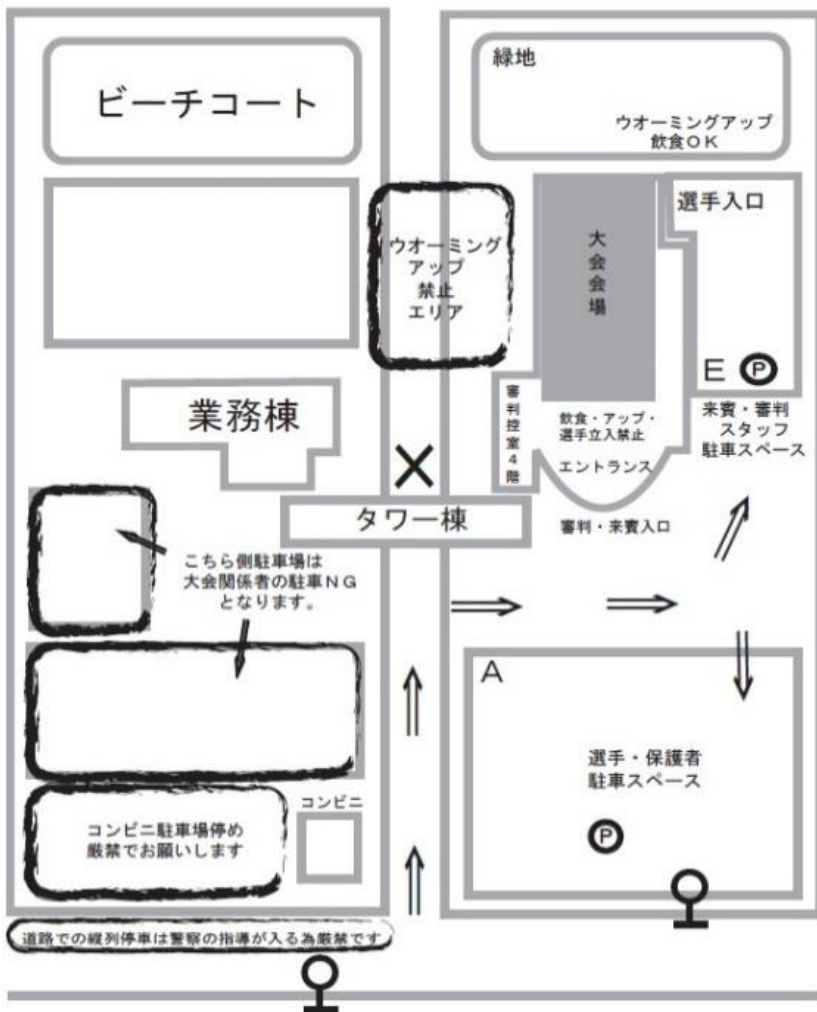 ビーチコート
緑地
ウオーミングアップ
飲食OK
ウオーミング
アップ
禁止
エリア
大会会場
選手入口
E P
来賓・審判
スタッフ
駐車スペース
業務棟
審判控室4階
飲食・アップ・
選手立入禁止
エントランス
審判・来賓入口
タワー棟
こちら側駐車場は
大会関係者の駐車NG
となります。
A
選手・保護者
駐車スペース
P
コンビニ
コンビニ駐車場停め
厳禁でお願いします
道路での縦列停車は警察の指導が入る為厳禁です